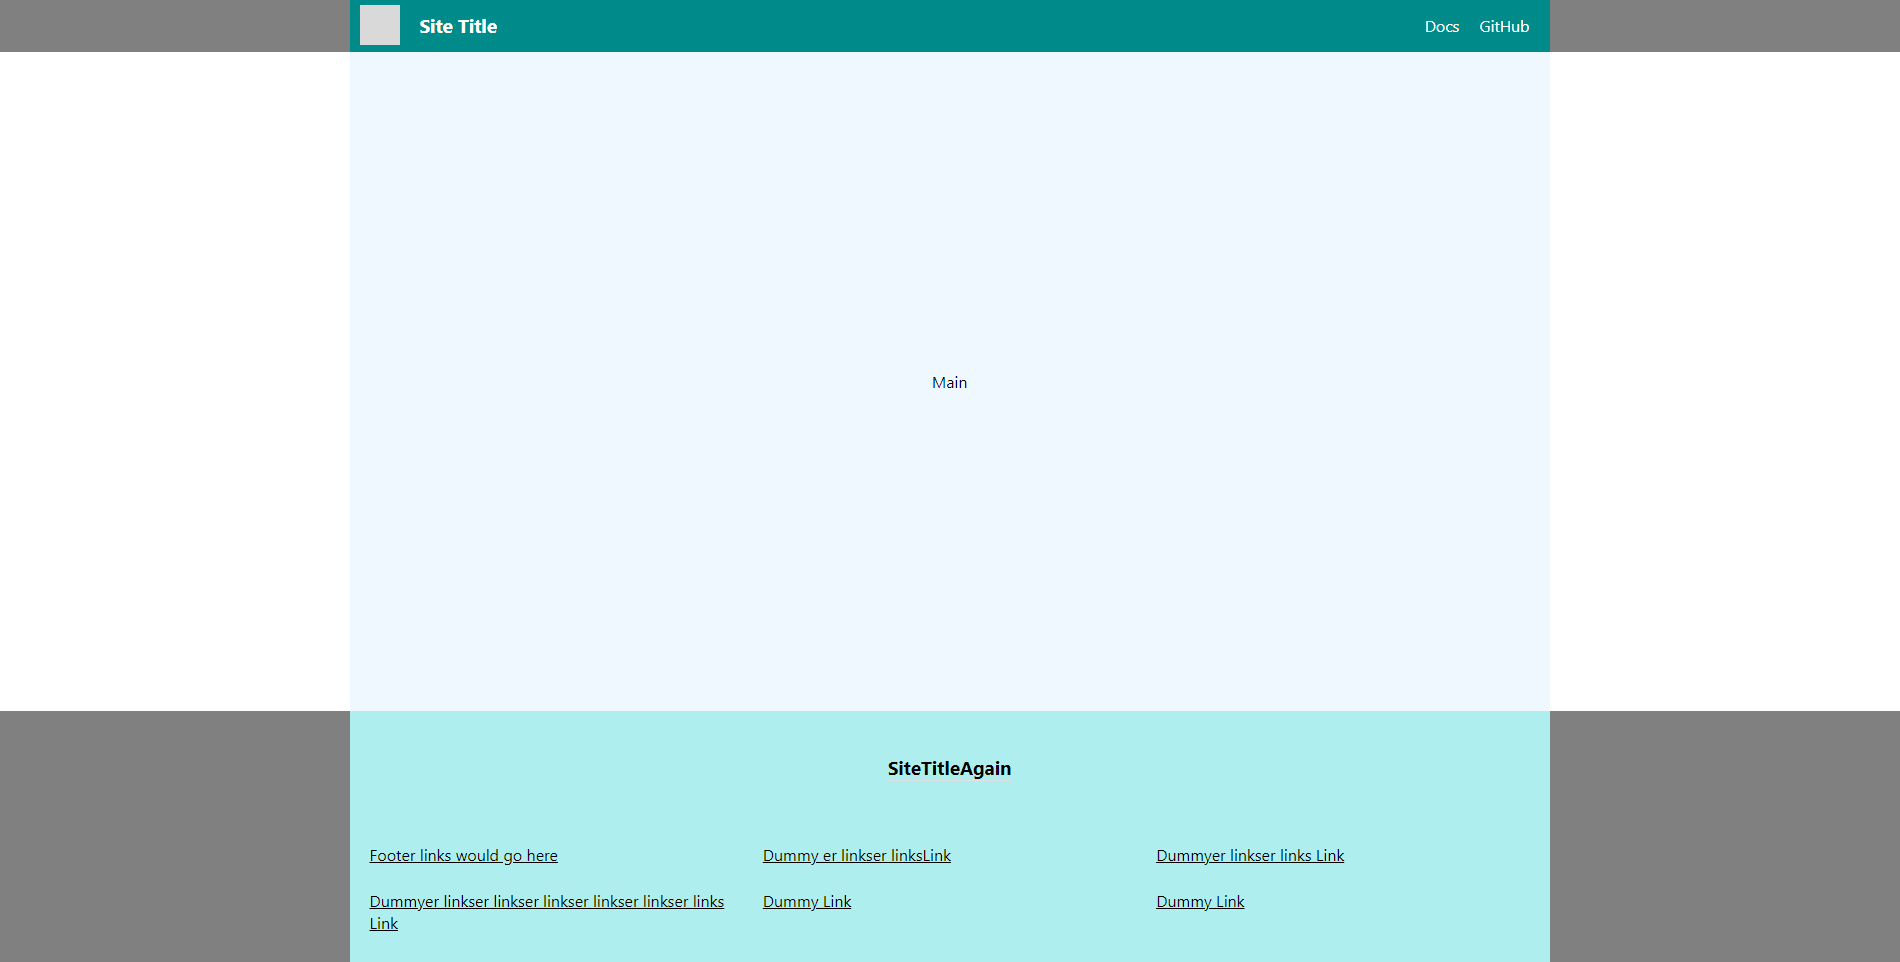 Site Title
Docs
GitHub
Main
SiteTitleAgain
Footer links would go here
Dummy er linkser linksLink
Dummyer linkser links Link
Dummyer linkser linkser linkser linkser linkser links
Link
Dummy Link
Dummy Link